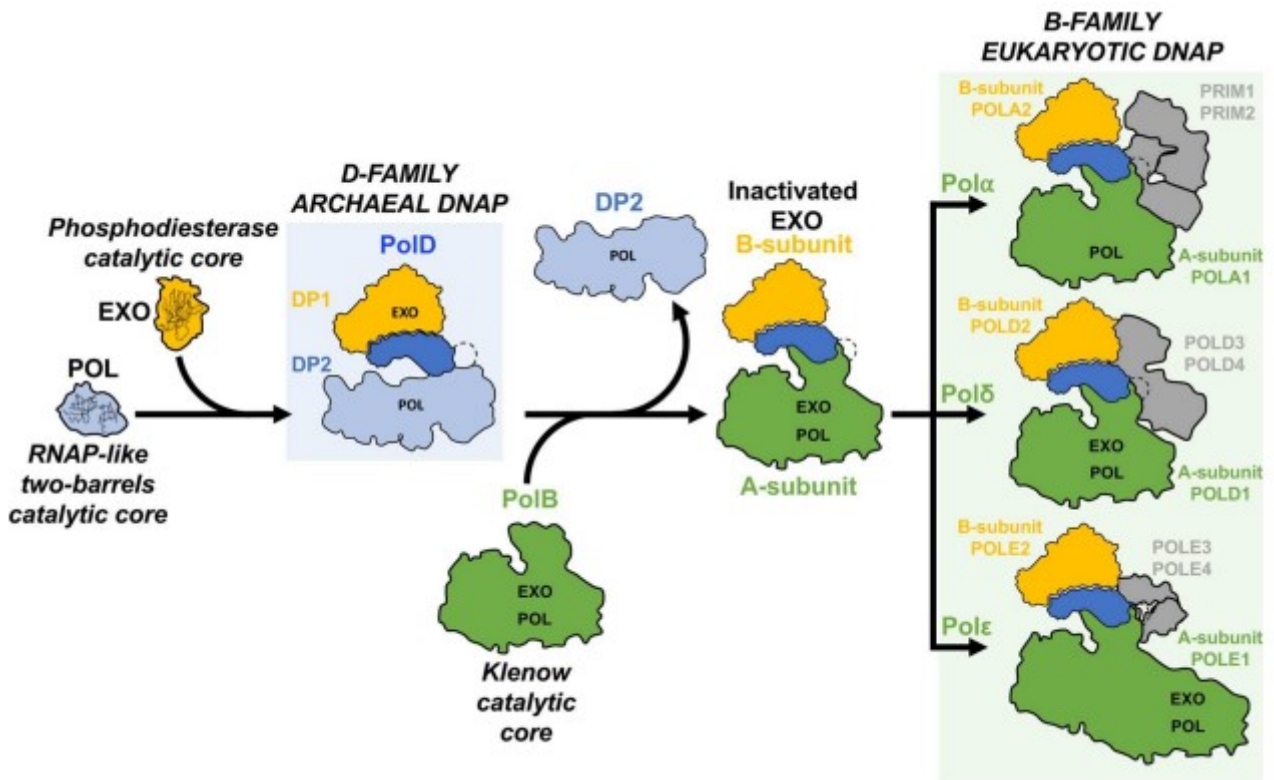 Phosphodiesterase
catalytic core
EXO
POL
RNAP-like
two-barrels
catalytic core
D-FAMILY
ARCHAEAL DNAP
PolD
DP1
EXO
DP2
POL
DP2
POL
PolB
EXO
POL
Klenow
catalytic
core
Inactivated
EXO
B-subunit
EXO
POL
A-subunit
B-FAMILY
EUKARYOTIC DNAP
B-subunit
POLA2
PRIM1
PRIM2
Polα
POL
A-subunit
POLA1
B-subunit
POLD2
POLD3
POLD4
Polδ
EXO
POL
A-subunit
POLD1
B-subunit
POLE2
POLE3
POLE4
Polε
A-subunit
POLE1
EXO
POL